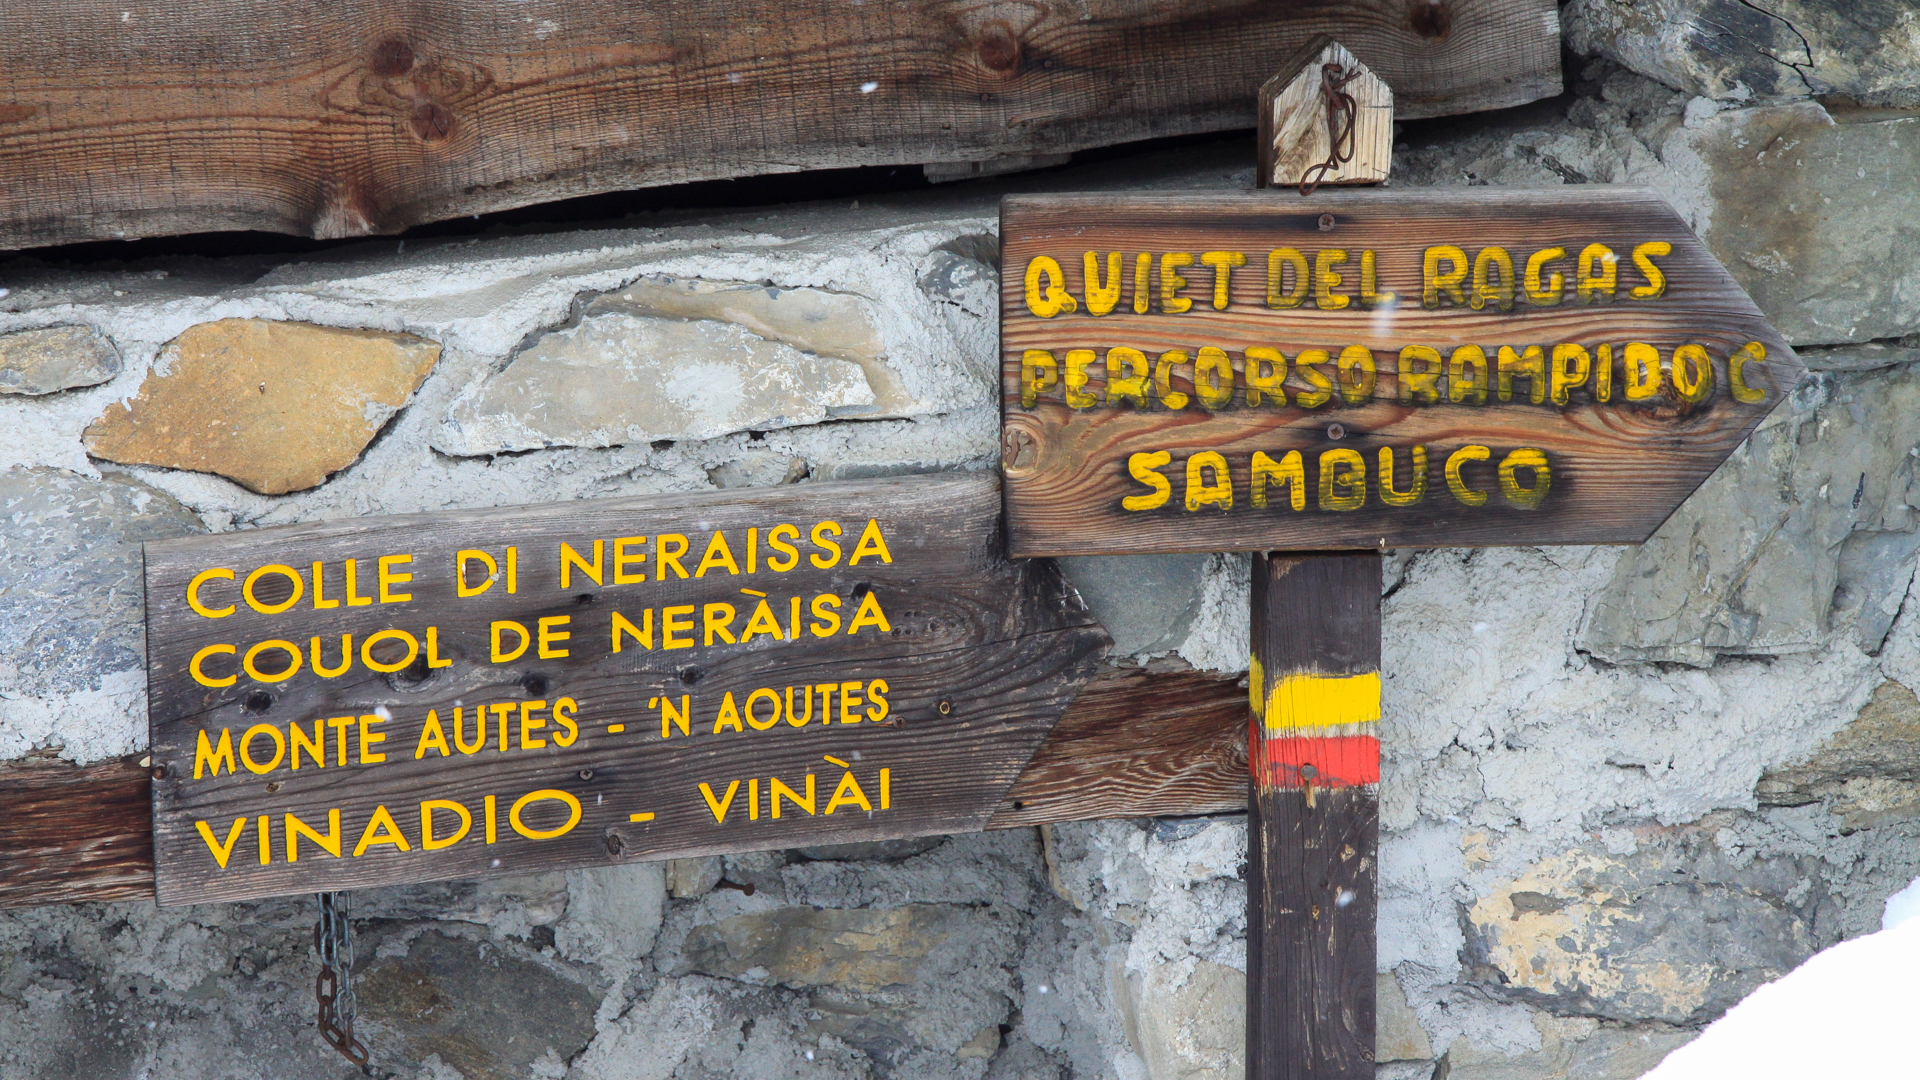 QUIET DEL RAGAS
PERCORSO RAMPIDO C
SAMBUCO
COLLE DI NERAISSA
COUOL DE NERÀISA
MONTE AUTES - 'N AOUTES
VINADIO - VINÀI